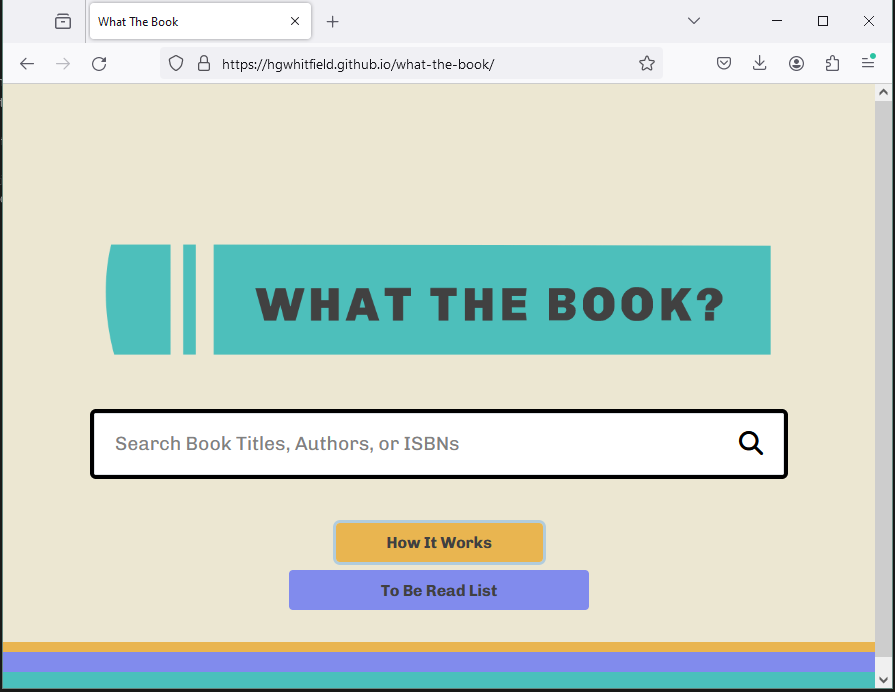 What The Book
https://hgwhitfield.github.io/what-the-book/
WHAT THE BOOK?
Search Book Titles, Authors, or ISBNs
How It Works
To Be Read List